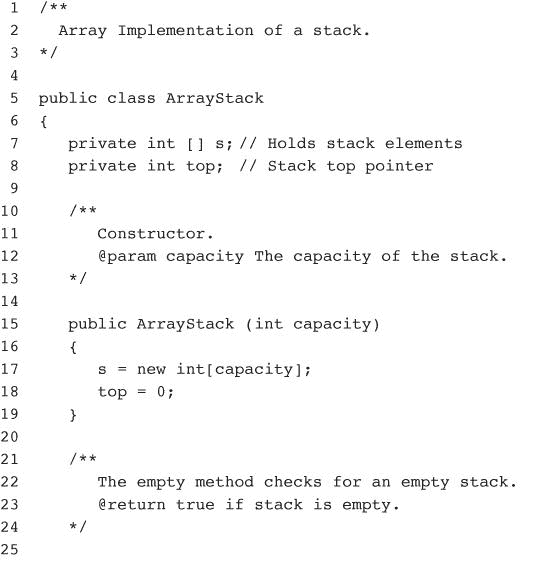 1 /**
2 Array Implementation of a stack.
3 */
4
5 public class ArrayStack
6 {
7 private int [] s; // Holds stack elements
8 private int top; // Stack top pointer
9
10 /**
11 Constructor.
12 @param capacity The capacity of the stack.
13 */
14
15 public ArrayStack (int capacity)
16 {
17 s = new int[capacity];
18 top = 0;
19 }
20
21 /**
22 The empty method checks for an empty stack.
23 @return true if stack is empty.
24 */
25